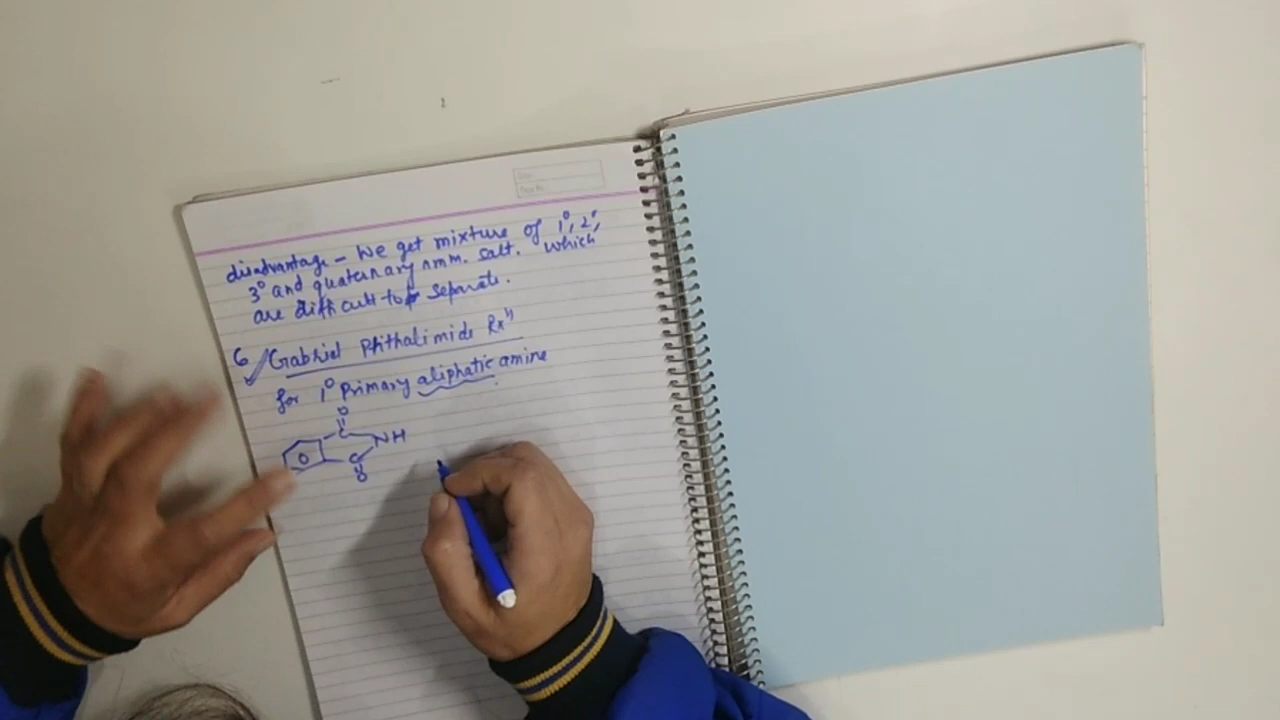 disadvantage - We get mixture of 1°, 2°,
3° and quaternary amm. salt. which
are difficult to separate.
6 Gabriel Phthalimide Rxn
for 1° Primary aliphatic amine
O
C
NH
C
O